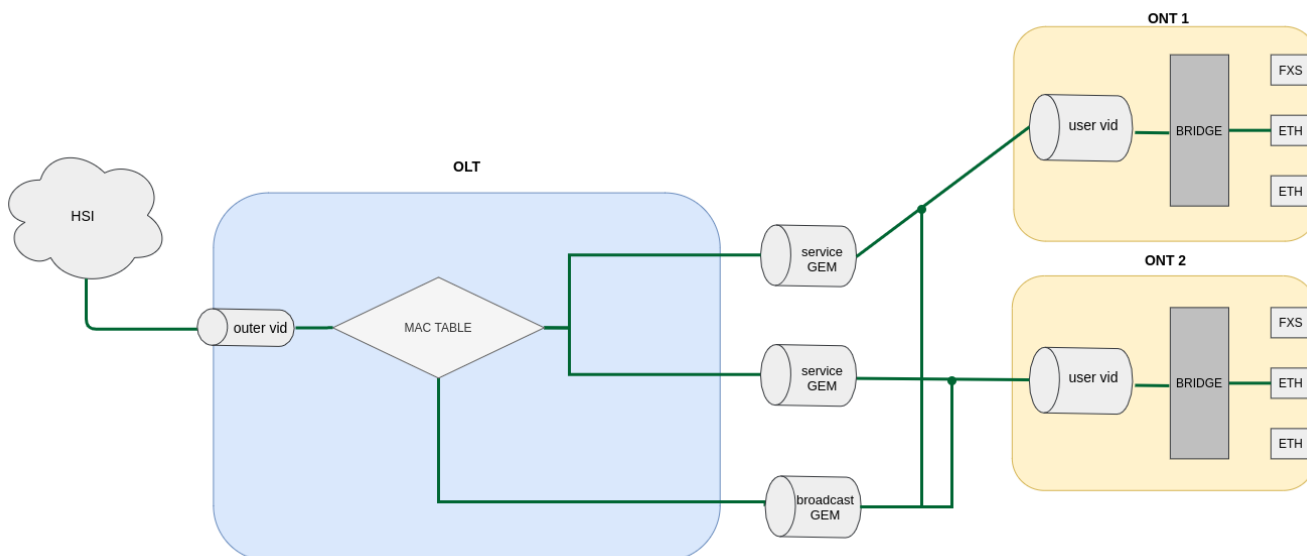 ONT 1
FXS
user vid
BRIDGE
ETH
ETH
HSI
OLT
outer vid
MAC TABLE
service
GEM
service
GEM
broadcast
GEM
ONT 2
FXS
user vid
BRIDGE
ETH
ETH